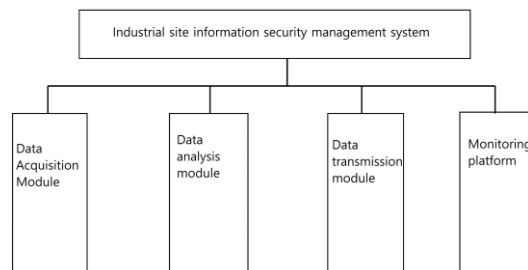 Industrial site information security management system
Data
Acquisition
Module
Data
analysis
module
Data
transmission
module
Monitoring
platform